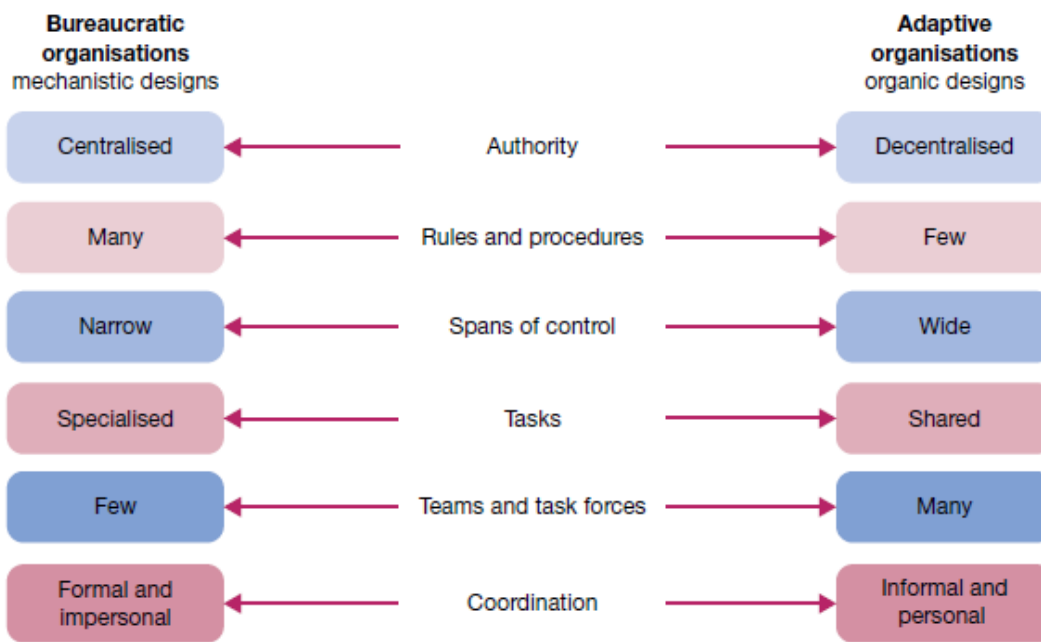 Bureaucratic
organisations
mechanistic designs
Adaptive
organisations
organic designs
Centralised
Authority
Decentralised
Many
Rules and procedures
Few
Narrow
Spans of control
Wide
Specialised
Tasks
Shared
Few
Teams and task forces
Many
Formal and
impersonal
Coordination
Informal and
personal